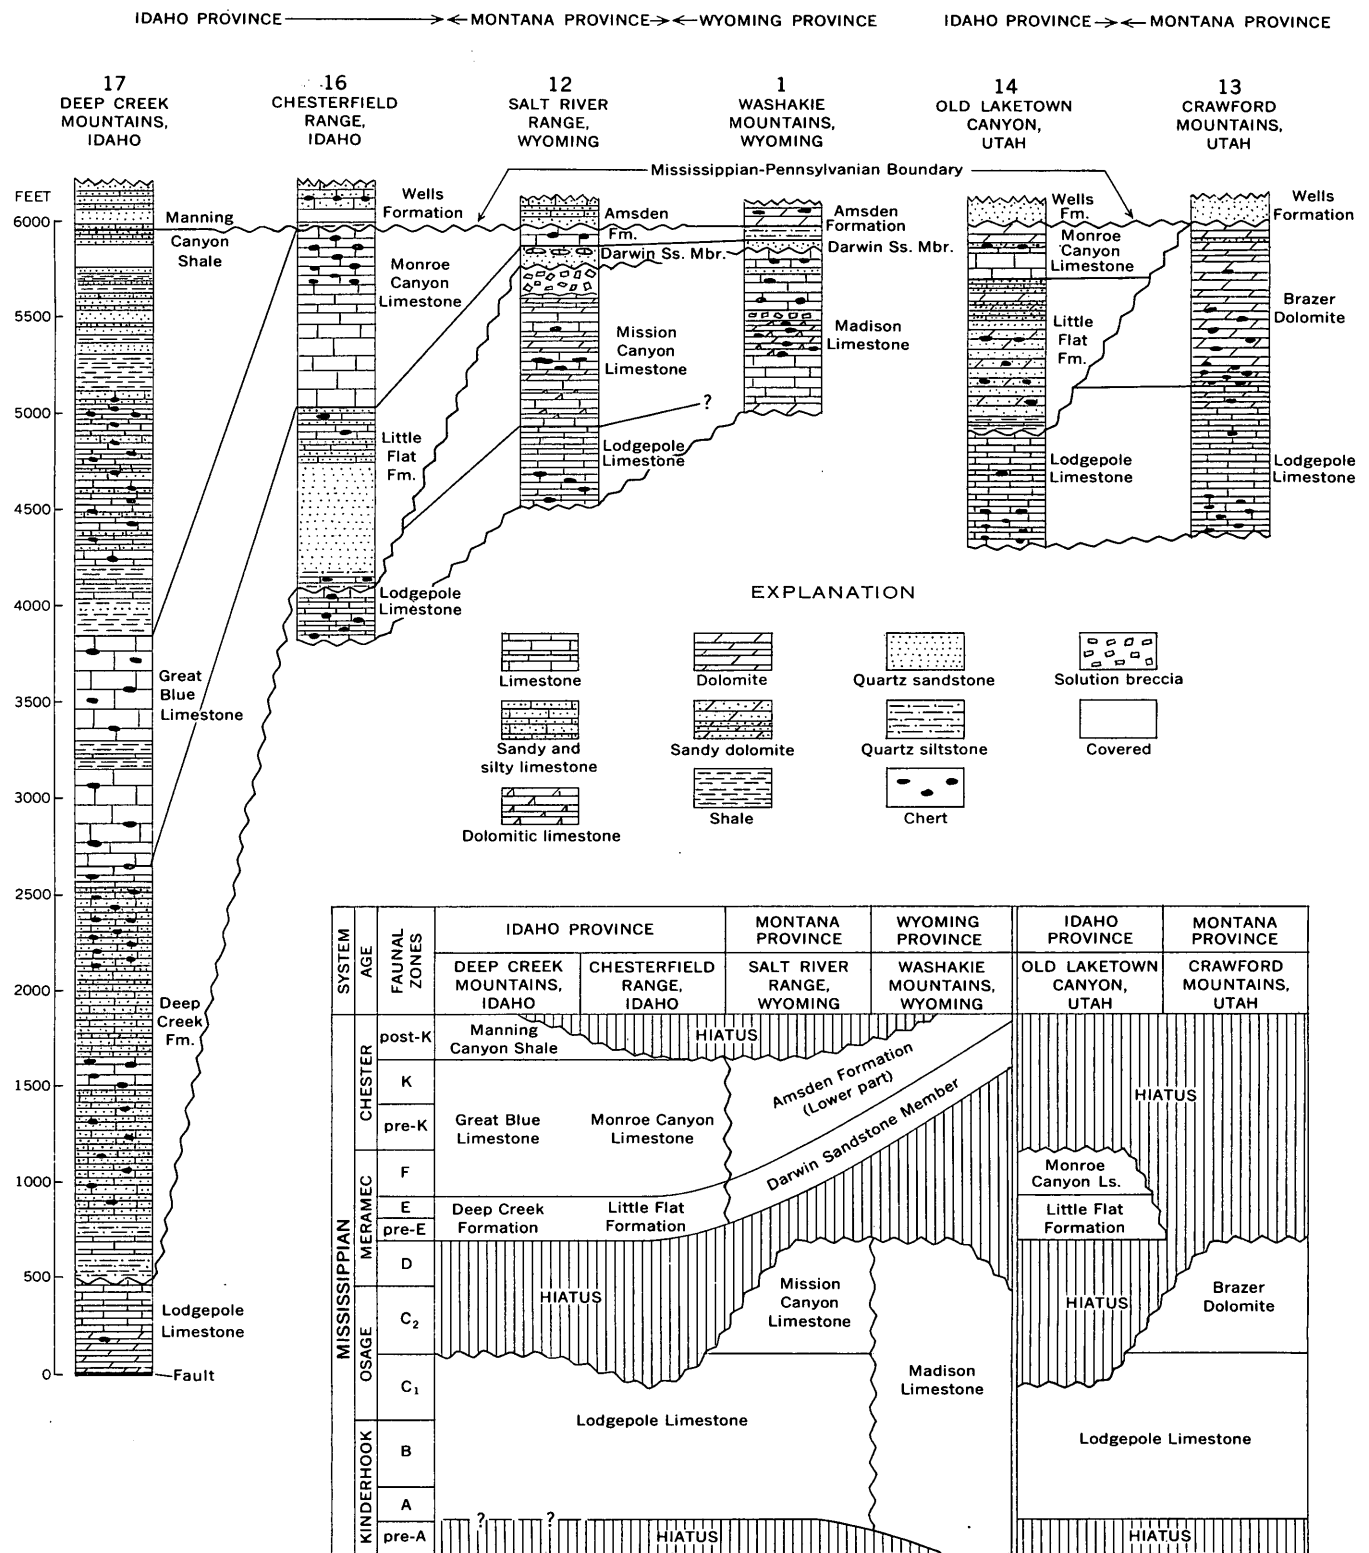 IDAHO PROVINCE
MONTANA PROVINCE
WYOMING PROVINCE
IDAHO PROVINCE
MONTANA PROVINCE
17
DEEP CREEK
MOUNTAINS,
IDAHO
16
CHESTERFIELD
RANGE,
IDAHO
12
SALT RIVER
RANGE,
WYOMING
1
WASHAKIE
MOUNTAINS,
WYOMING
14
OLD LAKETOWN
CANYON,
UTAH
13
CRAWFORD
MOUNTAINS,
UTAH
Mississippian-Pennsylvanian Boundary
FEET
6000
5500
5000
4500
4000
3500
3000
2500
2000
1500
1000
500
0
Manning
Canyon
Shale
Great
Blue
Limestone
Deep
Creek
Fm.
Lodgepole
Limestone
Fault
Wells
Formation
Monroe
Canyon
Limestone
Little
Flat
Fm.
Lodgepole
Limestone
Amsden
Fm.
Darwin Ss. Mbr.
Mission
Canyon
Limestone
?
Lodgepole
Limestone
Amsden
Formation
Darwin Ss. Mbr.
Madison
Limestone
Wells
Fm.
Monroe
Canyon
Limestone
Little
Flat
Fm.
Lodgepole
Limestone
Wells
Formation
Brazer
Dolomite
Lodgepole
Limestone
EXPLANATION
Limestone
Dolomite
Quartz sandstone
Solution breccia
Sandy and
silty limestone
Sandy dolomite
Quartz siltstone
Covered
Dolomitic limestone
Shale
Chert
SYSTEM
AGE
FAUNAL
ZONES
IDAHO PROVINCE
MONTANA
PROVINCE
WYOMING
PROVINCE
IDAHO
PROVINCE
MONTANA
PROVINCE
DEEP CREEK
MOUNTAINS,
IDAHO
CHESTERFIELD
RANGE,
IDAHO
SALT RIVER
RANGE,
WYOMING
WASHAKIE
MOUNTAINS,
WYOMING
OLD LAKETOWN
CANYON,
UTAH
CRAWFORD
MOUNTAINS,
UTAH
MISSISSIPPIAN
CHESTER
MERAMEC
OSAGE
KINDERHOOK
post-K
K
pre-K
F
E
pre-E
D
C2
C1
B
A
pre-A
Manning
Canyon Shale
HIATUS
Great Blue
Limestone
Monroe Canyon
Limestone
Amsden Formation
(Lower part)
Darwin Sandstone Member
Deep Creek
Formation
Little Flat
Formation
HIATUS
Mission
Canyon
Limestone
Madison
Limestone
Lodgepole Limestone
? ?
HIATUS
HIATUS
Monroe
Canyon Ls.
Little Flat
Formation
HIATUS
Brazer
Dolomite
Lodgepole Limestone
HIATUS